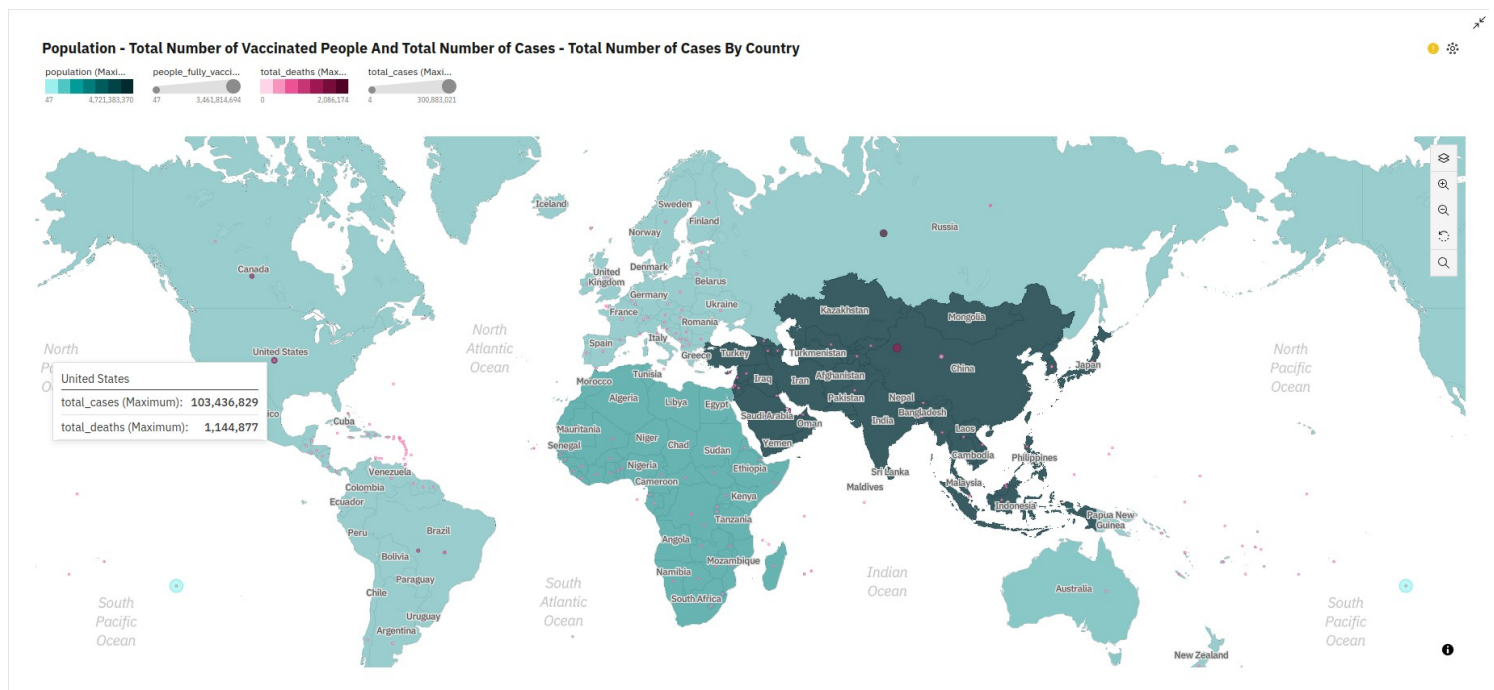 Population - Total Number of Vaccinated People And Total Number of Cases - Total Number of Cases By Country
population (Maxi...
people_fully_vacci...
total_deaths (Max...
total_cases (Maxi...
47
4,721,383,370
47
3,461,814,694
0
2,086,174
4
300,883,021
Iceland
Sweden
Finland
Russia
Norway
Canada
United
Kingdom
Denmark
Belarus
Germany
Ukraine
France
Romania
Kazakhstan
Mongolia
North
Atlantic
Ocean
Spain
Italy
Greece
Turkey
Turkmenistan
China
Japan
North
Pacific
Ocean
North
United States
United States
total_cases (Maximum): 103,436,829
total_deaths (Maximum): 1,144,877
ico
Morocco
Tunisia
Algeria
Libya
Egypt
Iraq
Iran
Afghanistan
Pakistan
Nepal
India
Bangladesh
Saudi Arabia
Oman
Cuba
Mauritania
Senegal
Niger
Chad
Sudan
Yemen
Laos
Cambodia
Philippines
Venezuela
Colombia
Ecuador
Nigeria
Cameroon
Ethiopia
Kenya
Sri Lanka
Maldives
Malaysia
Indonesia
Papua New
Guinea
Peru
Brazil
Bolivia
Tanzania
Angola
Mozambique
Namibia
South Africa
Paraguay
Chile
Uruguay
Argentina
South
Pacific
Ocean
South
Atlantic
Ocean
Indian
Ocean
Australia
South
Pacific
Ocean
New Zealand